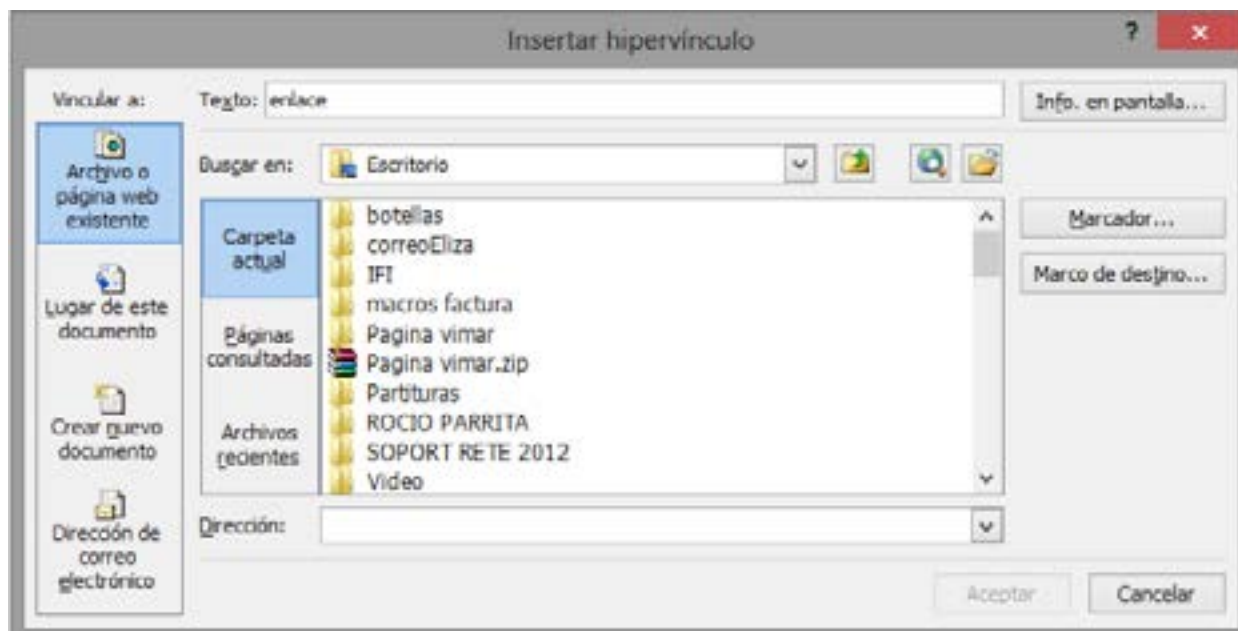 Insertar hipervínculo
?
Vincular a:
Texto: enlace
Info. en pantalla...
Archivo o
página web
existente
Lugar de este
documento
Crear nuevo
documento
Dirección de
correo
electrónico
Buscar en:
Escritorio
Carpeta
actual
Páginas
consultadas
Archivos
recientes
botellas
correoEliza
IFI
macros factura
Pagina vimar
Pagina vimar.zip
Partituras
ROCIO PARRITA
SOPORT RETE 2012
Video
Marcador...
Marco de destino...
Dirección:
Aceptar
Cancelar